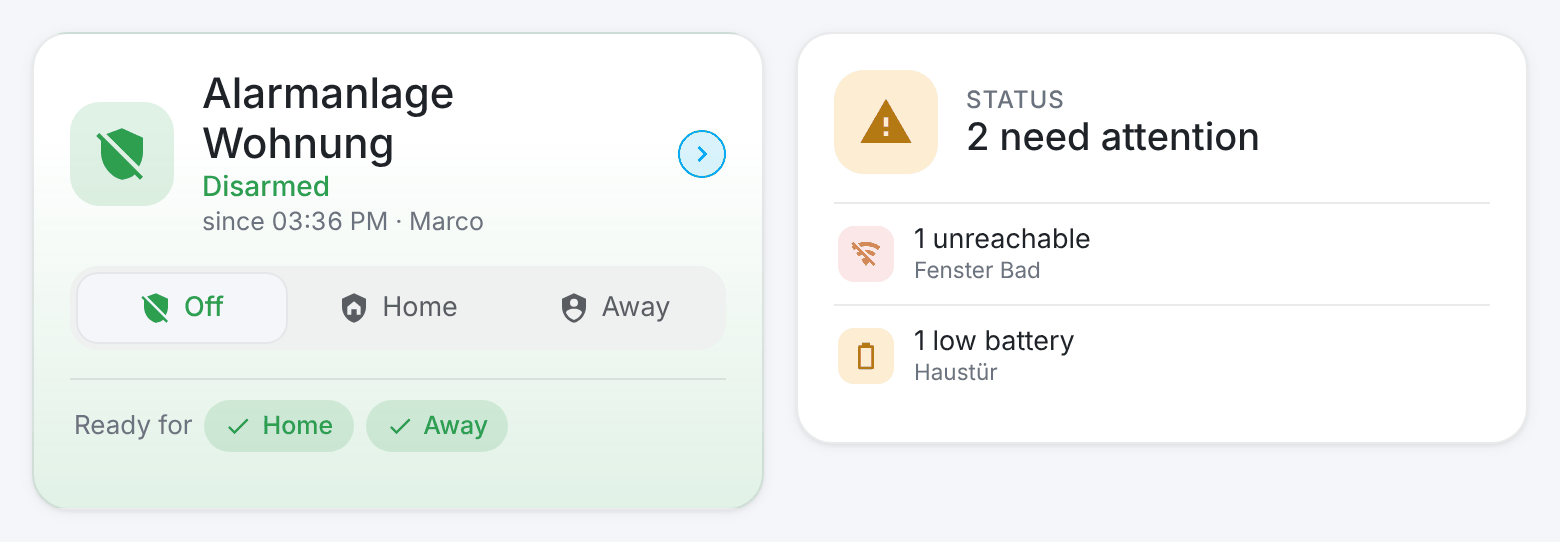 Alarmanlage
Wohnung
Disarmed
since 03:36 PM · Marco
Off
Home
Away
Ready for
Home
Away
STATUS
2 need attention
1 unreachable
Fenster Bad
1 low battery
Haustür